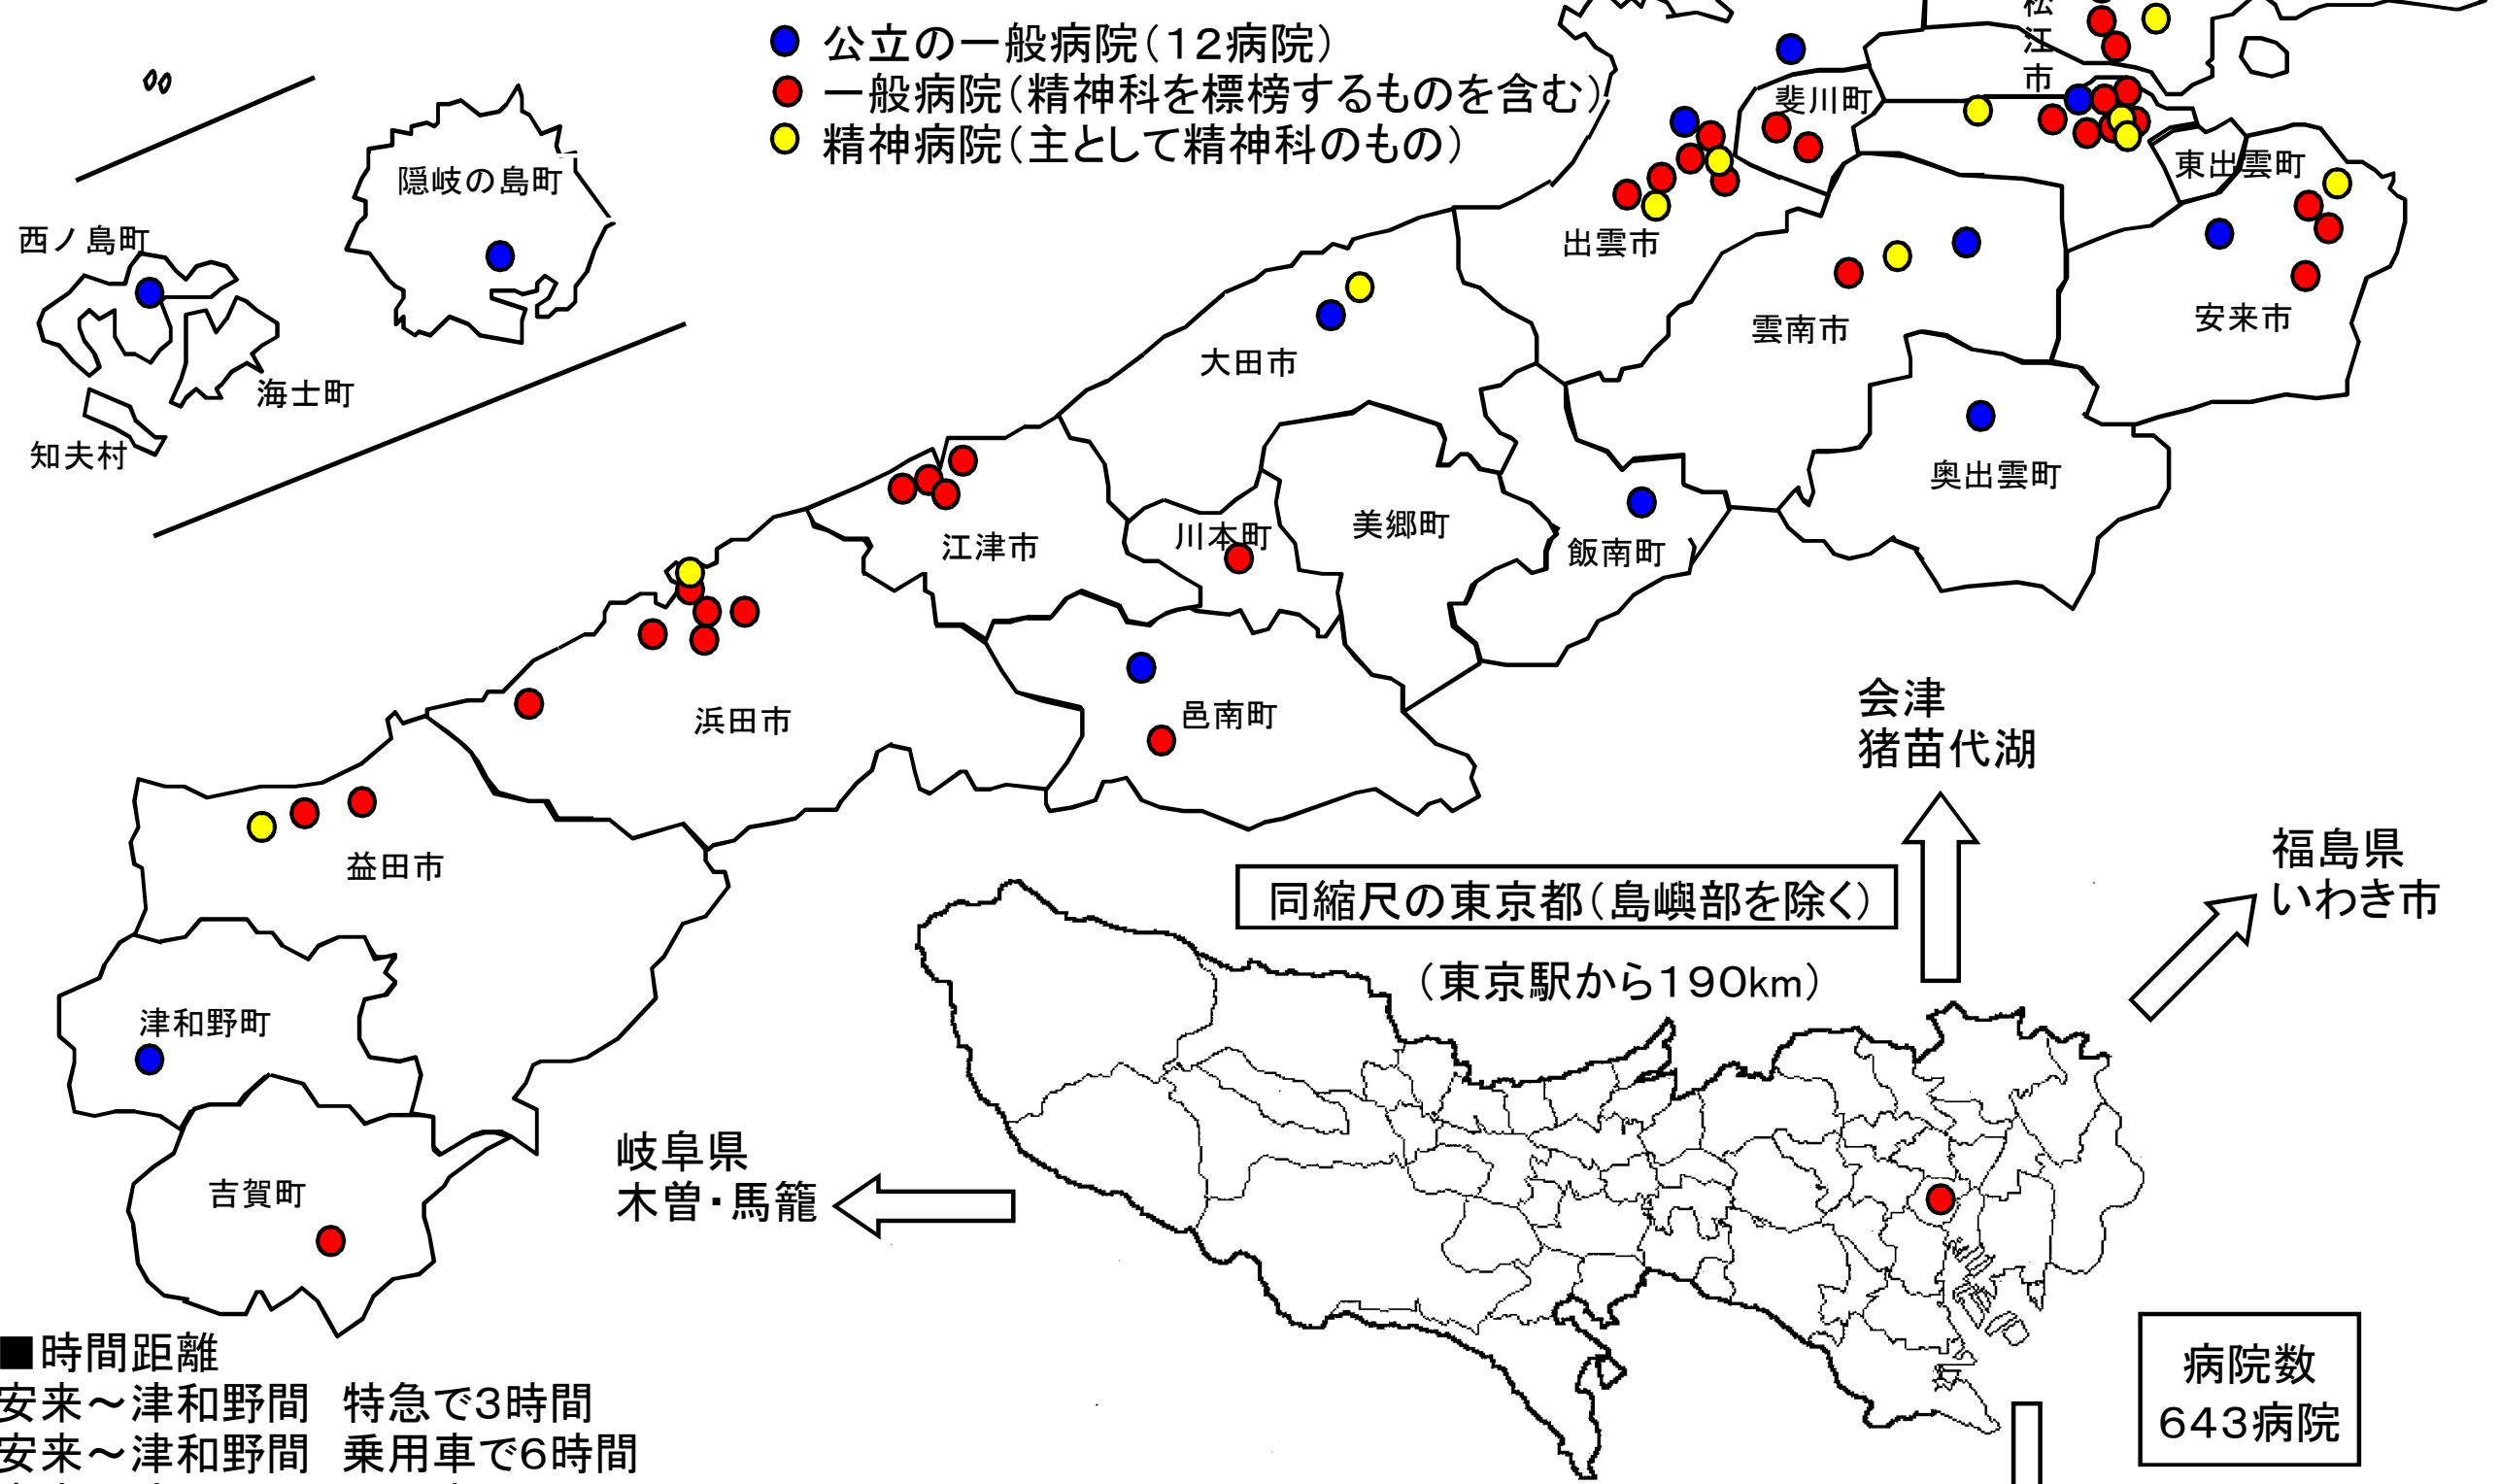 公立の一般病院（１２病院）
一般病院（精神科を標榜するものを含む）
精神病院（主として精神科のもの）
松江市
斐川町
東出雲町
隠岐の島町
西ノ島町
出雲市
安来市
雲南市
大田市
海士町
知夫村
奥出雲町
美郷町
川本町
江津市
飯南町
邑南町
浜田市
会津
猪苗代湖
福島県
いわき市
益田市
同縮尺の東京都（島嶼部を除く）
（東京駅から１９０km）
津和野町
岐阜県
木曽・馬籠
吉賀町
■時間距離
安来～津和野間　特急で３時間
安来～津和野間　乗用車で６時間
病院数
６４３病院